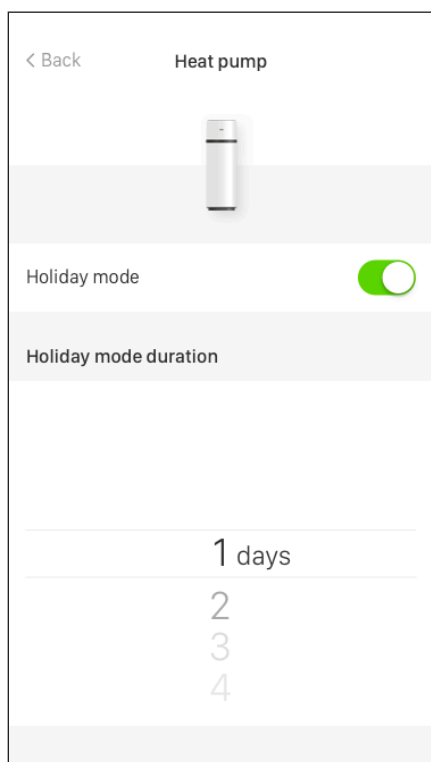 < Back Heat pump
Holiday mode
Holiday mode duration
1 days
2
3
4